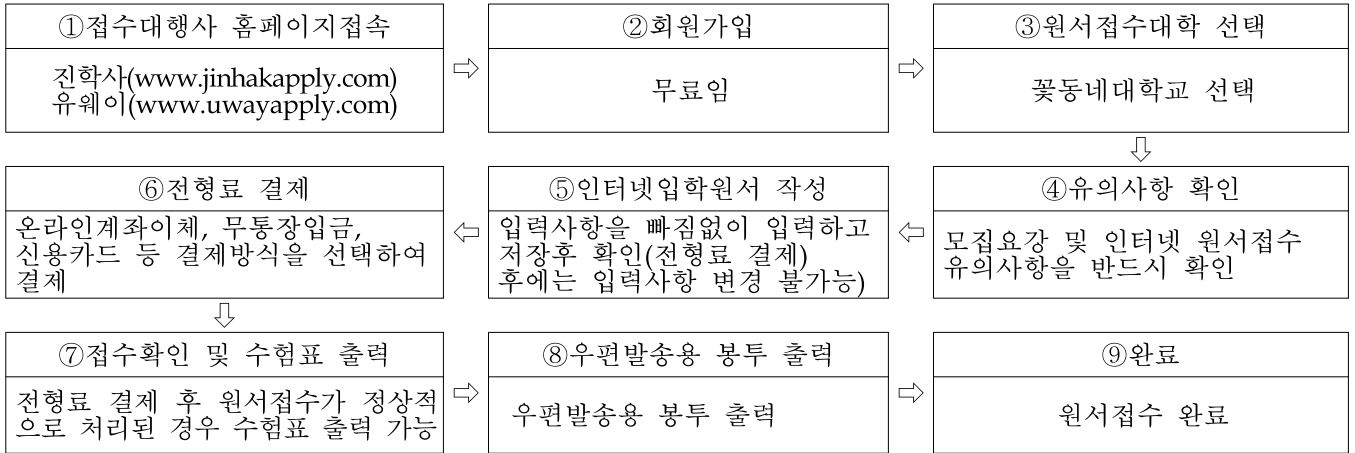 ①접수대행사 홈페이지접속
진학사(www.jinhakapply.com)
유웨이(www.uwayapply.com)
⇨
②회원가입
무료임
⇨
③원서접수대학 선택
꽃동네대학교 선택
⇩
④유의사항 확인
모집요강 및 인터넷 원서접수
유의사항을 반드시 확인
⇦
⑤인터넷입학원서 작성
입력사항을 빠짐없이 입력하고
저장후 확인(전형료 결제)
후에는 입력사항 변경 불가능)
⇦
⑥전형료 결제
온라인계좌이체, 무통장입금,
신용카드 등 결제방식을 선택하여
결제
⇩
⑦접수확인 및 수험표 출력
전형료 결제 후 원서접수가 정상적
으로 처리된 경우 수험표 출력 가능
⇨
⑧우편발송용 봉투 출력
우편발송용 봉투 출력
⇨
⑨완료
원서접수 완료